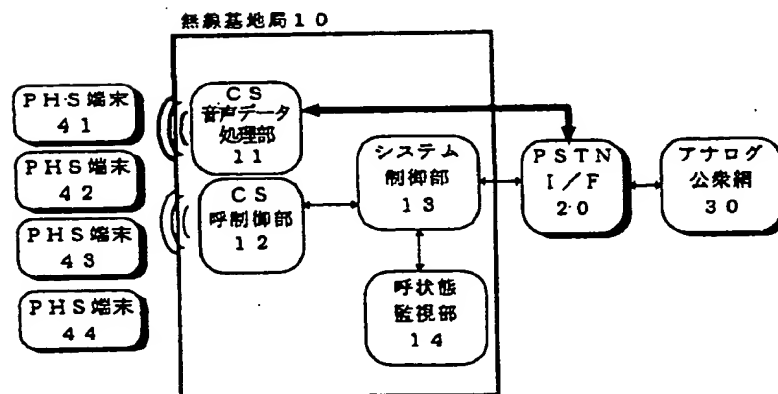 無線基地局10
PHS端末
41
PHS端末
42
PHS端末
43
PHS端末
44
CS
音声データ
処理部
11
CS
呼制御部
12
システム
制御部
13
呼状態
監視部
14
PSTN
I/F
20
アナログ
公衆網
30